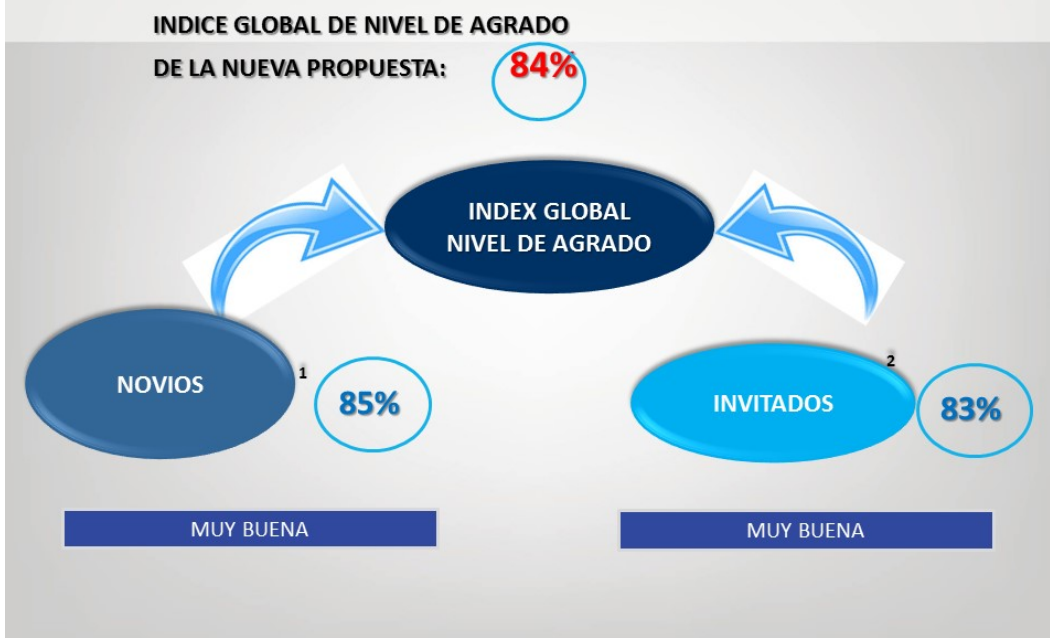 INDICE GLOBAL DE NIVEL DE AGRADO
DE LA NUEVA PROPUESTA: 84%
INDEX GLOBAL
NIVEL DE AGRADO
NOVIOS 1 85%
INVITADOS 2 83%
MUY BUENA
MUY BUENA